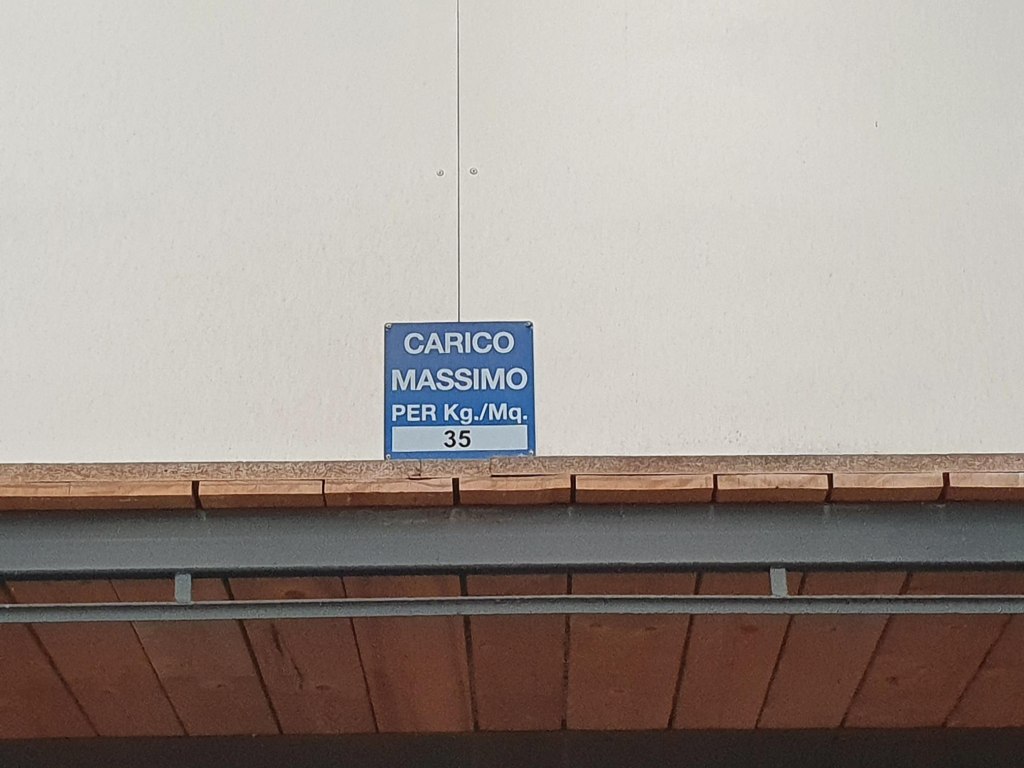 CARICO
MASSIMO
PER Kg./Mq.
35